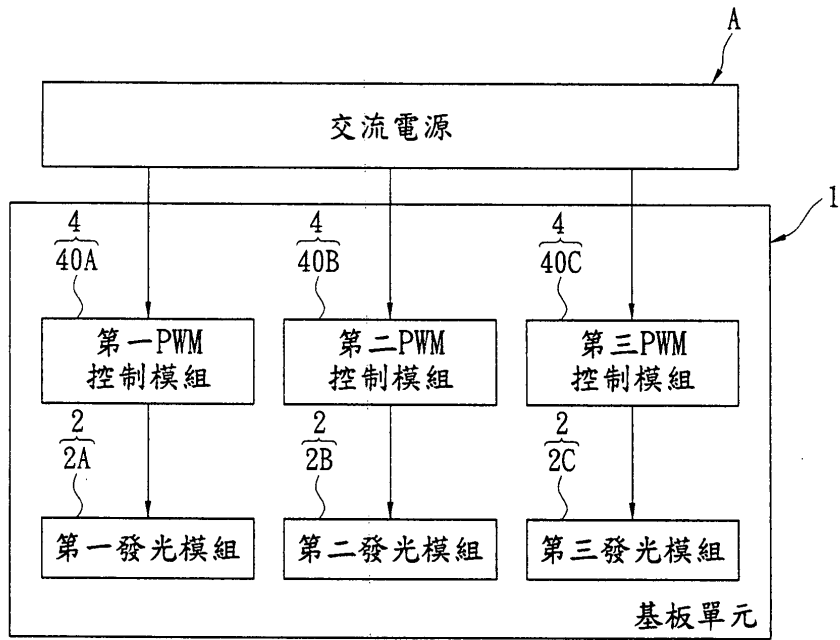 A
交流電源
1
4
40A
4
40B
4
40C
第一PWM
控制模組
第二PWM
控制模組
第三PWM
控制模組
2
2A
2
2B
2
2C
第一發光模組
第二發光模組
第三發光模組
基板單元